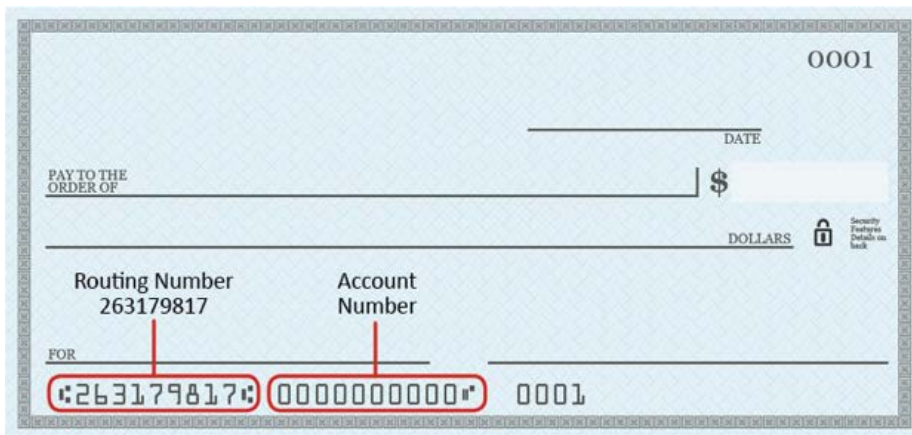 0001
DATE
PAY TO THE
ORDER OF
$
DOLLARS
Security
Features
Details on
back
Routing Number
263179817
Account
Number
FOR
⑆263179817⑆ 0000000000⑈ 0001